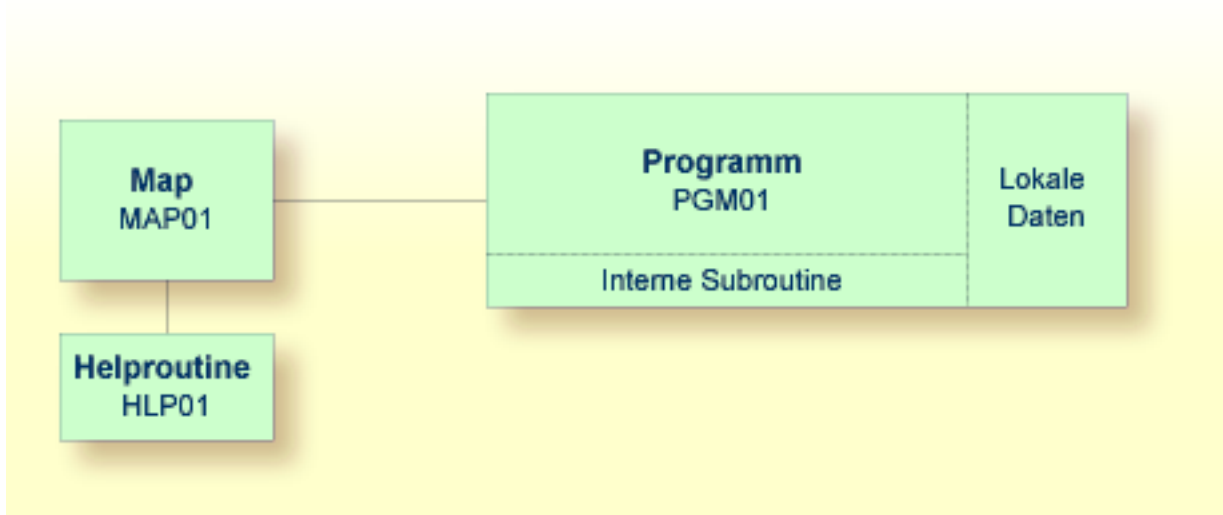 Map
MAP01
Helproutine
HLP01
Programm
PGM01
Interne Subroutine
Lokale
Daten